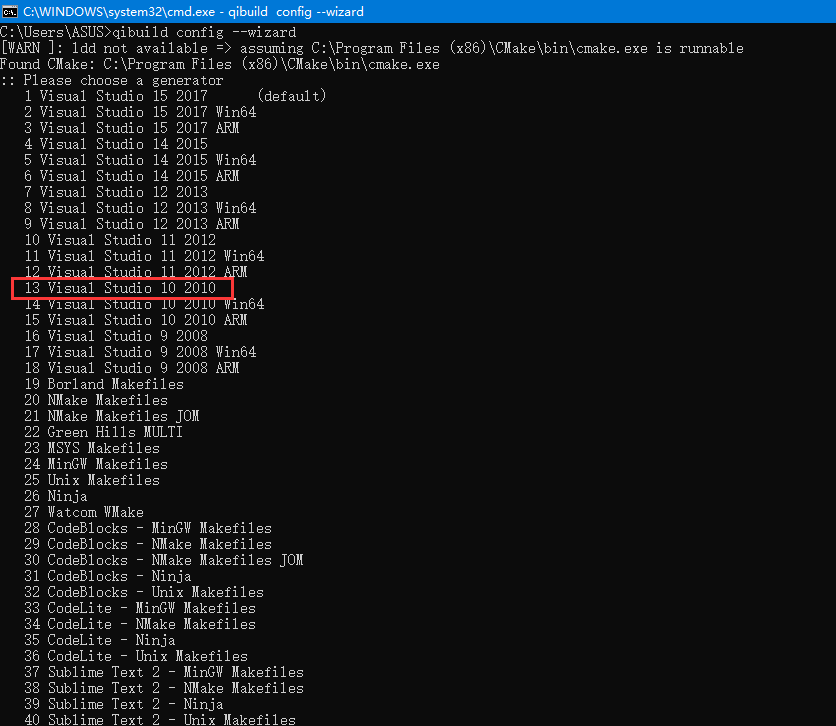 C:\WINDOWS\system32\cmd.exe - qibuild  config --wizard
C:\Users\ASUS>qibuild config --wizard
[WARN ]: ldd not available => assuming C:\Program Files (x86)\CMake\bin\cmake.exe is runnable
Found CMake: C:\Program Files (x86)\CMake\bin\cmake.exe
:: Please choose a generator
1 Visual Studio 15 2017      (default)
2 Visual Studio 15 2017 Win64
3 Visual Studio 15 2017 ARM
4 Visual Studio 14 2015
5 Visual Studio 14 2015 Win64
6 Visual Studio 14 2015 ARM
7 Visual Studio 12 2013
8 Visual Studio 12 2013 Win64
9 Visual Studio 12 2013 ARM
10 Visual Studio 11 2012
11 Visual Studio 11 2012 Win64
12 Visual Studio 11 2012 ARM
13 Visual Studio 10 2010
14 Visual Studio 10 2010 Win64
15 Visual Studio 10 2010 ARM
16 Visual Studio 9 2008
17 Visual Studio 9 2008 Win64
18 Visual Studio 9 2008 ARM
19 Borland Makefiles
20 NMake Makefiles
21 NMake Makefiles JOM
22 Green Hills MULTI
23 MSYS Makefiles
24 MinGW Makefiles
25 Unix Makefiles
26 Ninja
27 Watcom WMake
28 CodeBlocks - MinGW Makefiles
29 CodeBlocks - NMake Makefiles
30 CodeBlocks - NMake Makefiles JOM
31 CodeBlocks - Ninja
32 CodeBlocks - Unix Makefiles
33 CodeLite - MinGW Makefiles
34 CodeLite - NMake Makefiles
35 CodeLite - Ninja
36 CodeLite - Unix Makefiles
37 Sublime Text 2 - MinGW Makefiles
38 Sublime Text 2 - NMake Makefiles
39 Sublime Text 2 - Ninja
40 Sublime Text 2 - Unix Makefiles